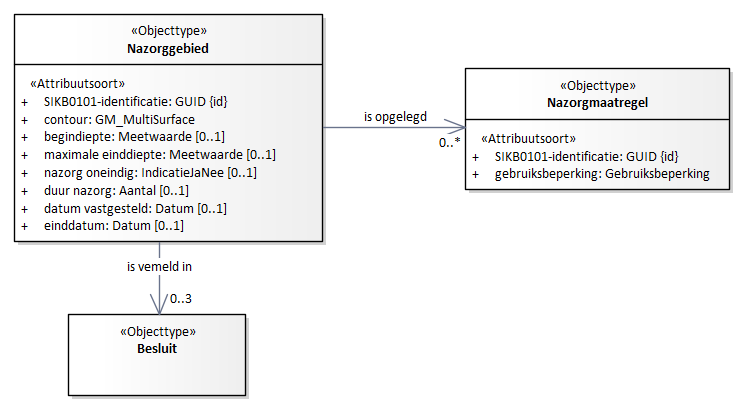 «Objecttype»
Nazorggebied
«Attribuutsoort»
+ SIKB0101-identificatie: GUID {id}
+ contour: GM_MultiSurface
+ begindiepte: Meetwaarde [0..1]
+ maximale einddiepte: Meetwaarde [0..1]
+ nazorg oneindig: IndicatieJaNee [0..1]
+ duur nazorg: Aantal [0..1]
+ datum vastgesteld: Datum [0..1]
+ einddatum: Datum [0..1]
is opgelegd
0..*
«Objecttype»
Nazorgmaatregel
«Attribuutsoort»
+ SIKB0101-identificatie: GUID {id}
+ gebruiksbeperking: Gebruiksbeperking
is vemeld in
0..3
«Objecttype»
Besluit